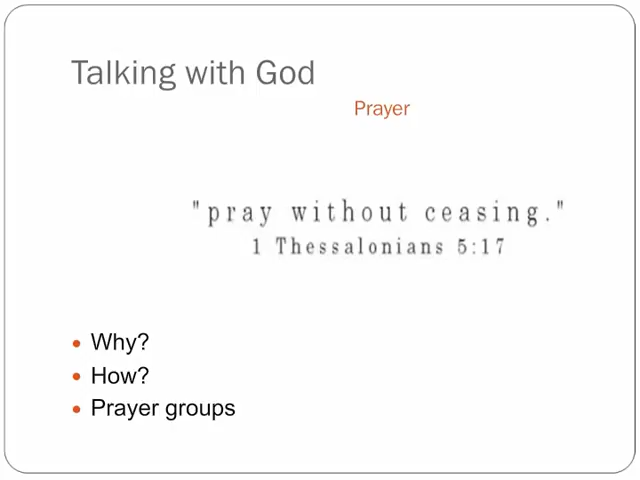 Talking with God
Prayer
"pray without ceasing."
1 Thessalonians 5:17
• Why?
• How?
• Prayer groups